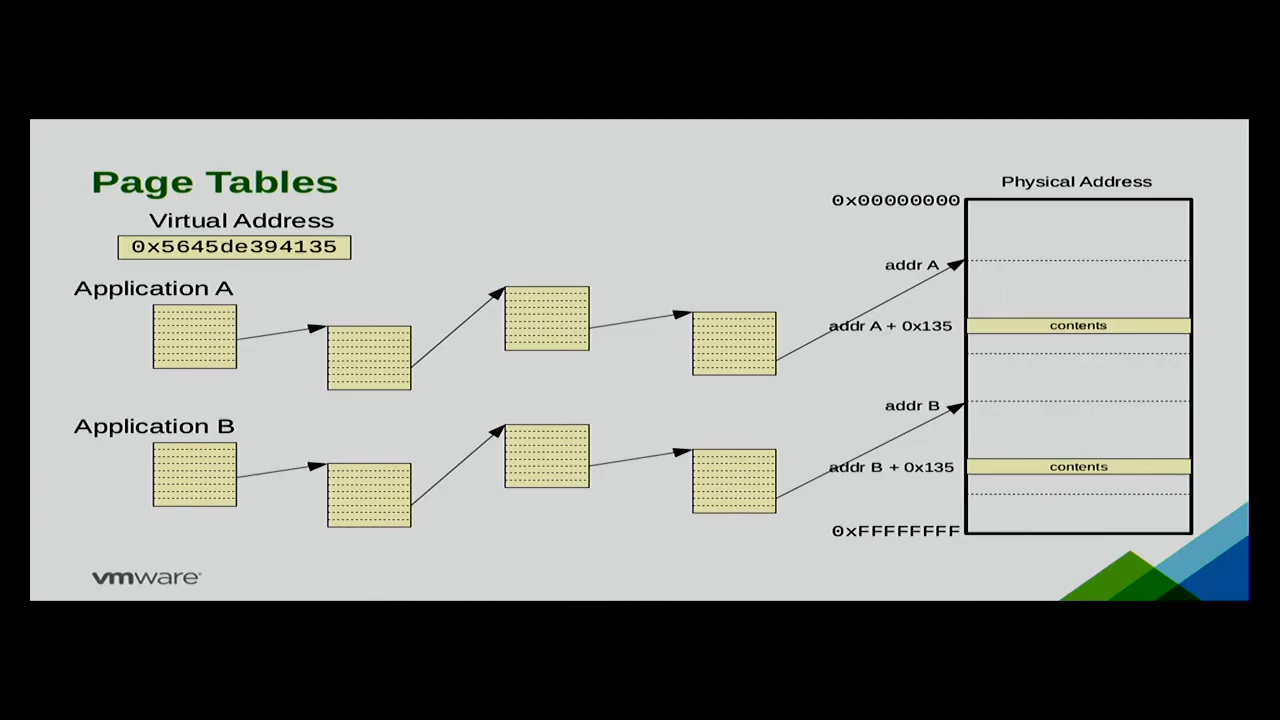 Page Tables
Virtual Address
0x5645de394135
Application A
Application B
Physical Address
0x00000000
addr A
addr A + 0x135
contents
addr B
addr B + 0x135
contents
0xFFFFFFFF
vmware®